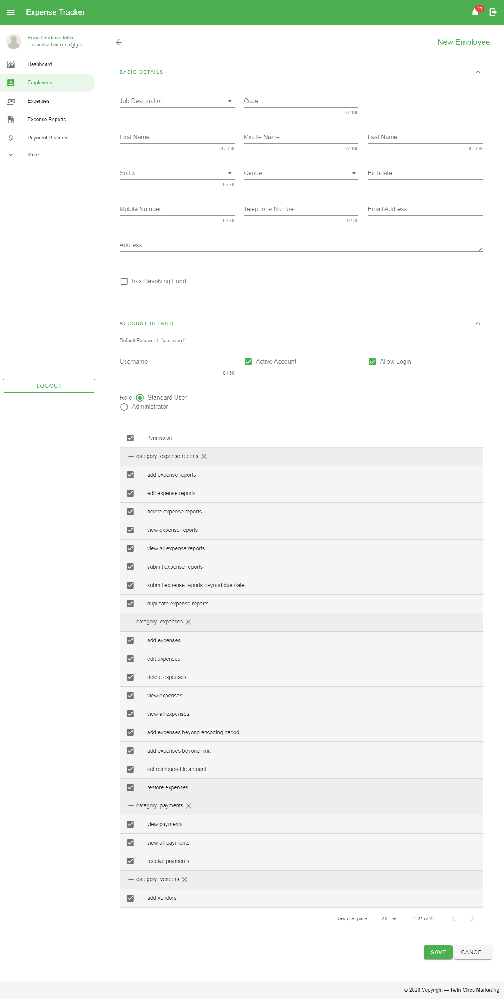 Expense Tracker
11
Erron Cerdania Intila
erronintila.twincirca@gm...
Dashboard
Employees
Expenses
Expense Reports
Payment Records
More
LOGOUT
New Employee
BASIC DETAILS
Job Designation
Code
0 / 100
First Name
Middle Name
Last Name
0 / 100
0 / 100
0 / 100
Suffix
Gender
Birthdate
0 / 30
Mobile Number
Telephone Number
Email Address
0 / 30
0 / 30
Address
has Revolving Fund
ACCOUNT DETAILS
Default Password: "password"
Username
Active Account
Allow Login
0 / 50
Role
Standard User
Administrator
Permission
category: expense reports
add expense reports
edit expense reports
delete expense reports
view expense reports
view all expense reports
submit expense reports
submit expense reports beyond due date
duplicate expense reports
category: expenses
add expenses
edit expenses
delete expenses
view expenses
view all expenses
add expenses beyond encoding period
add expenses beyond limit
set reimbursable amount
restore expenses
category: payments
view payments
view all payments
receive payments
category: vendors
add vendors
Rows per page:
All
1-21 of 21
SAVE
CANCEL
© 2020 Copyright — Twin-Circa Marketing